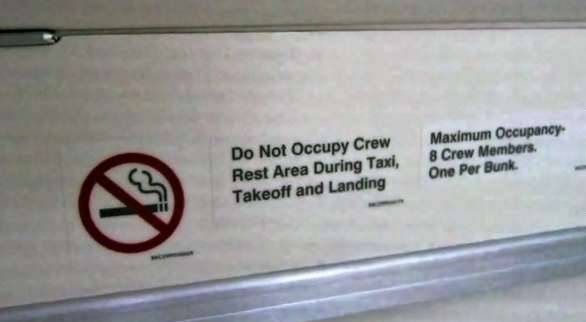 Do Not Occupy Crew
Rest Area During Taxi,
Takeoff and Landing
Maximum Occupancy-
8 Crew Members.
One Per Bunk.